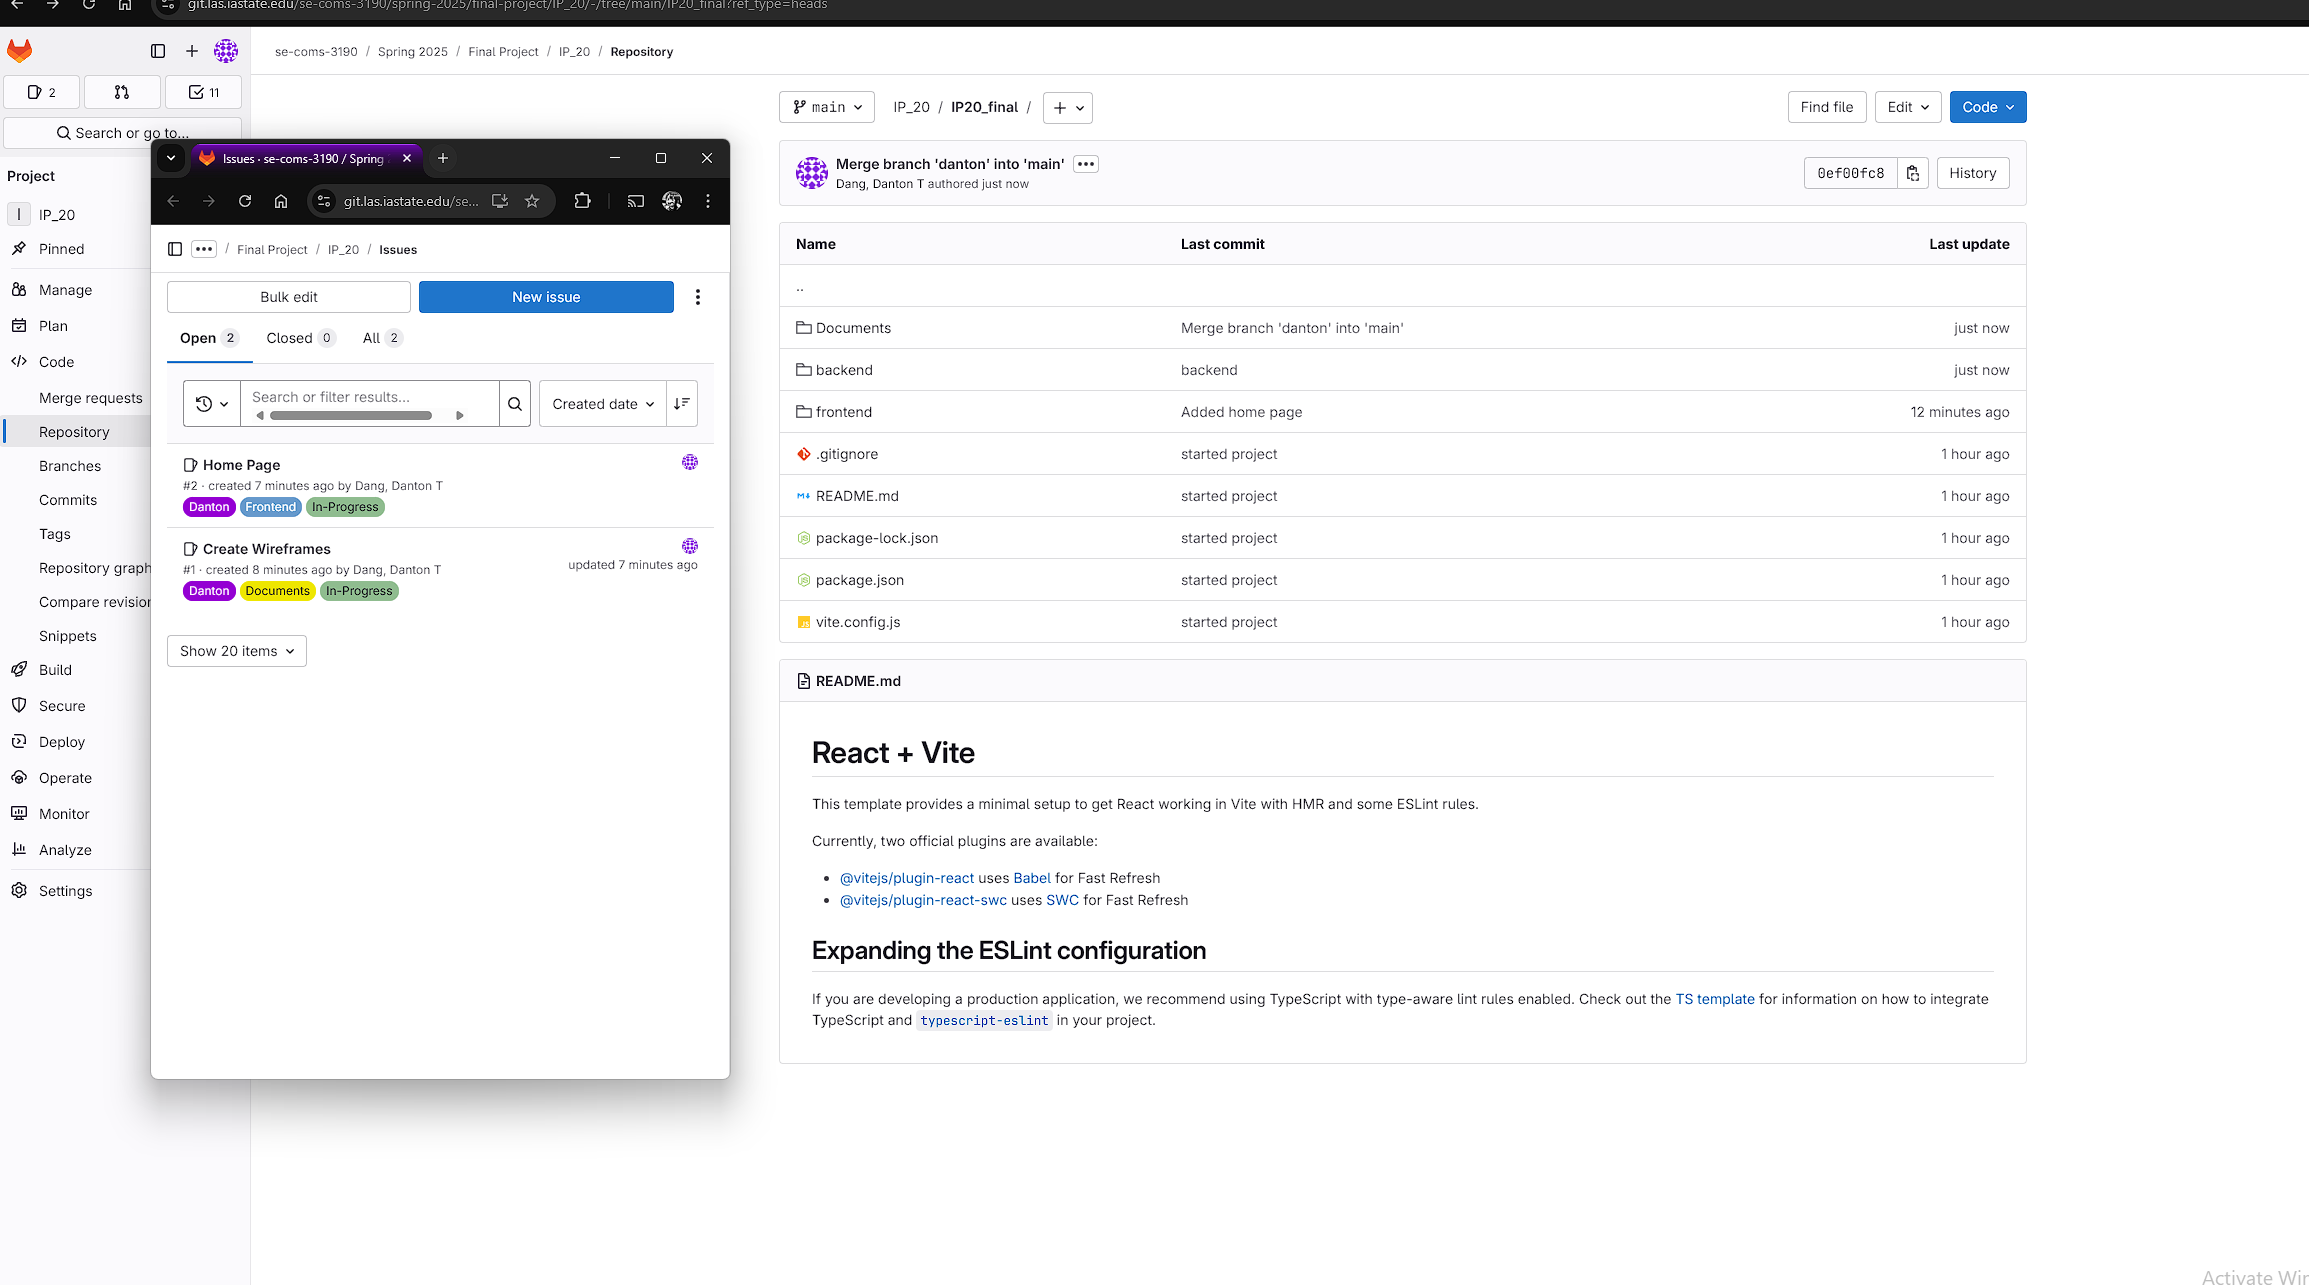 git.las.iastate.edu/se-coms-3190/spring-2025/final-project/IP_20/-/tree/main/IP20_final?ref_type=heads
se-coms-3190 / Spring 2025 / Final Project / IP_20 / Repository
2
11
Search or go to...
Project
I IP_20
Pinned
Manage
Plan
Code
Merge requests
Repository
Branches
Commits
Tags
Repository graph
Compare revision
Snippets
Build
Secure
Deploy
Operate
Monitor
Analyze
Settings
Issues · se-coms-3190 / Spring
git.las.iastate.edu/se...
••• / Final Project / IP_20 / Issues
Bulk edit
New issue
Open 2 Closed 0 All 2
Search or filter results...
Created date
Home Page
#2 · created 7 minutes ago by Dang, Danton T
Danton Frontend In-Progress
Create Wireframes
#1 · created 8 minutes ago by Dang, Danton T
updated 7 minutes ago
Danton Documents In-Progress
Show 20 items
main IP_20 / IP20_final / +
Find file Edit Code
Merge branch 'danton' into 'main' •••
Dang, Danton T authored just now
0ef00fc8 History
Name Last commit Last update
..
Documents Merge branch 'danton' into 'main' just now
backend backend just now
frontend Added home page 12 minutes ago
.gitignore started project 1 hour ago
M↓ README.md started project 1 hour ago
package-lock.json started project 1 hour ago
package.json started project 1 hour ago
JS vite.config.js started project 1 hour ago
README.md
React + Vite
This template provides a minimal setup to get React working in Vite with HMR and some ESLint rules.
Currently, two official plugins are available:
• @vitejs/plugin-react uses Babel for Fast Refresh
• @vitejs/plugin-react-swc uses SWC for Fast Refresh
Expanding the ESLint configuration
If you are developing a production application, we recommend using TypeScript with type-aware lint rules enabled. Check out the TS template for information on how to integrate
TypeScript and typescript-eslint in your project.
Activate Wir